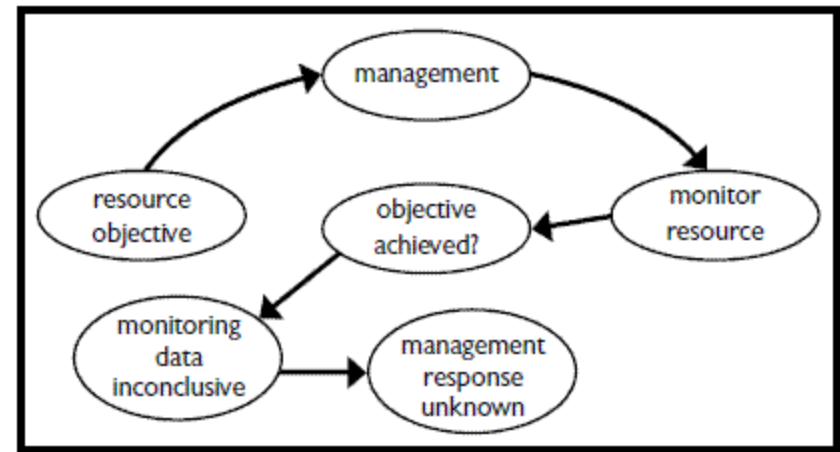 management
resource
objective
objective
achieved?
monitor
resource
monitoring
data
inconclusive
management
response
unknown